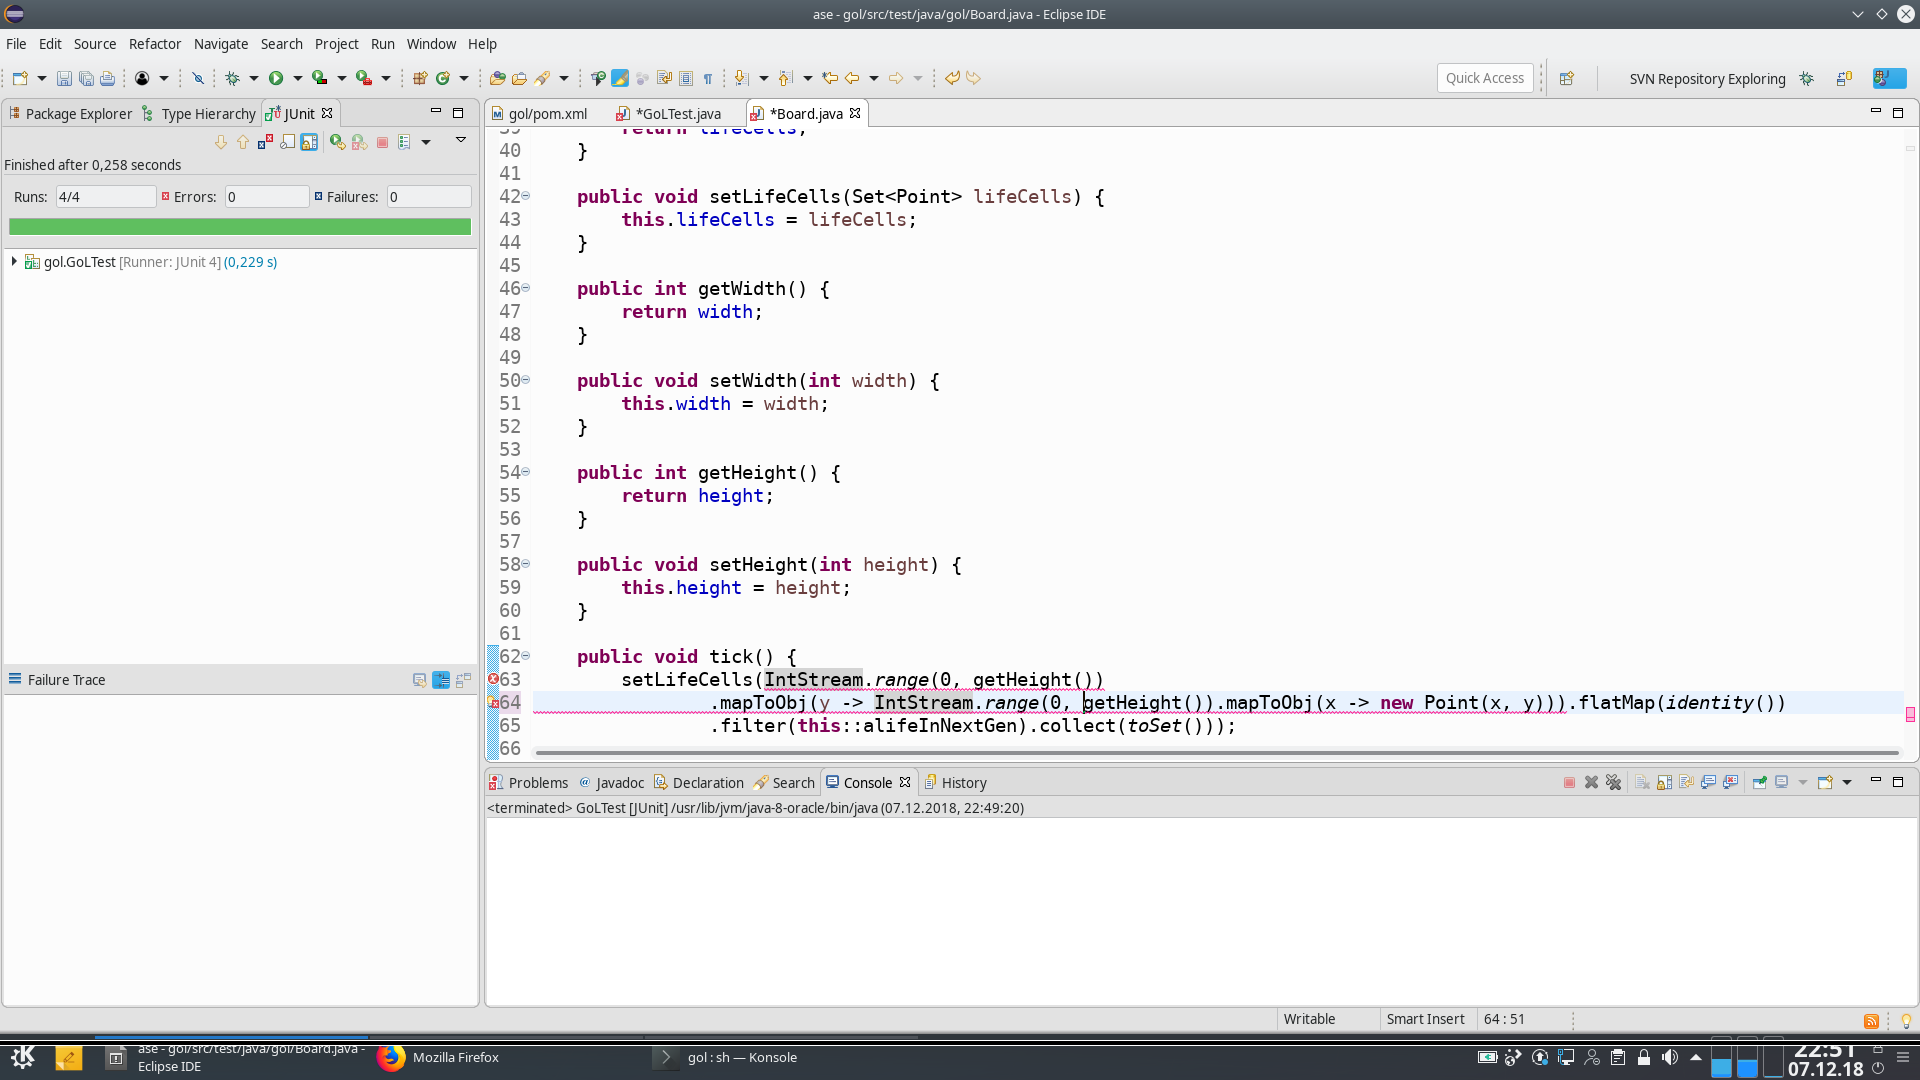 ase - gol/src/test/java/gol/Board.java - Eclipse IDE
File Edit Source Refactor Navigate Search Project Run Window Help
Quick Access
SVN Repository Exploring
Package Explorer Type Hierarchy JUnit
Finished after 0,258 seconds
Runs: 4/4 Errors: 0 Failures: 0
gol.GoLTest [Runner: JUnit 4] (0,229 s)
Failure Trace
gol/pom.xml *GoLTest.java *Board.java
39 return lifeCells;
40 }
41
42 public void setLifeCells(Set<Point> lifeCells) {
43 this.lifeCells = lifeCells;
44 }
45
46 public int getWidth() {
47 return width;
48 }
49
50 public void setWidth(int width) {
51 this.width = width;
52 }
53
54 public int getHeight() {
55 return height;
56 }
57
58 public void setHeight(int height) {
59 this.height = height;
60 }
61
62 public void tick() {
63 setLifeCells(IntStream.range(0, getHeight())
64 .mapToObj(y -> IntStream.range(0, getHeight()).mapToObj(x -> new Point(x, y))).flatMap(identity())
65 .filter(this::alifeInNextGen).collect(toSet()));
66
Problems Javadoc Declaration Search Console History
<terminated> GoLTest [JUnit] /usr/lib/jvm/java-8-oracle/bin/java (07.12.2018, 22:49:20)
Writable Smart Insert 64 : 51
ase - gol/src/test/java/gol/Board.java -
Eclipse IDE
Mozilla Firefox
gol : sh — Konsole
22:51
07.12.18